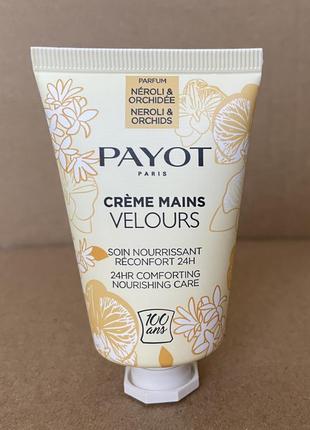 PARFUM
NÉROLI &
ORCHIDÉE
NEROLI &
ORCHIDS
PAYOT
PARIS
CRÈME MAINS
VELOURS
SOIN NOURRISSANT
RÉCONFORT 24H
24HR COMFORTING
NOURISHING CARE
100
ans